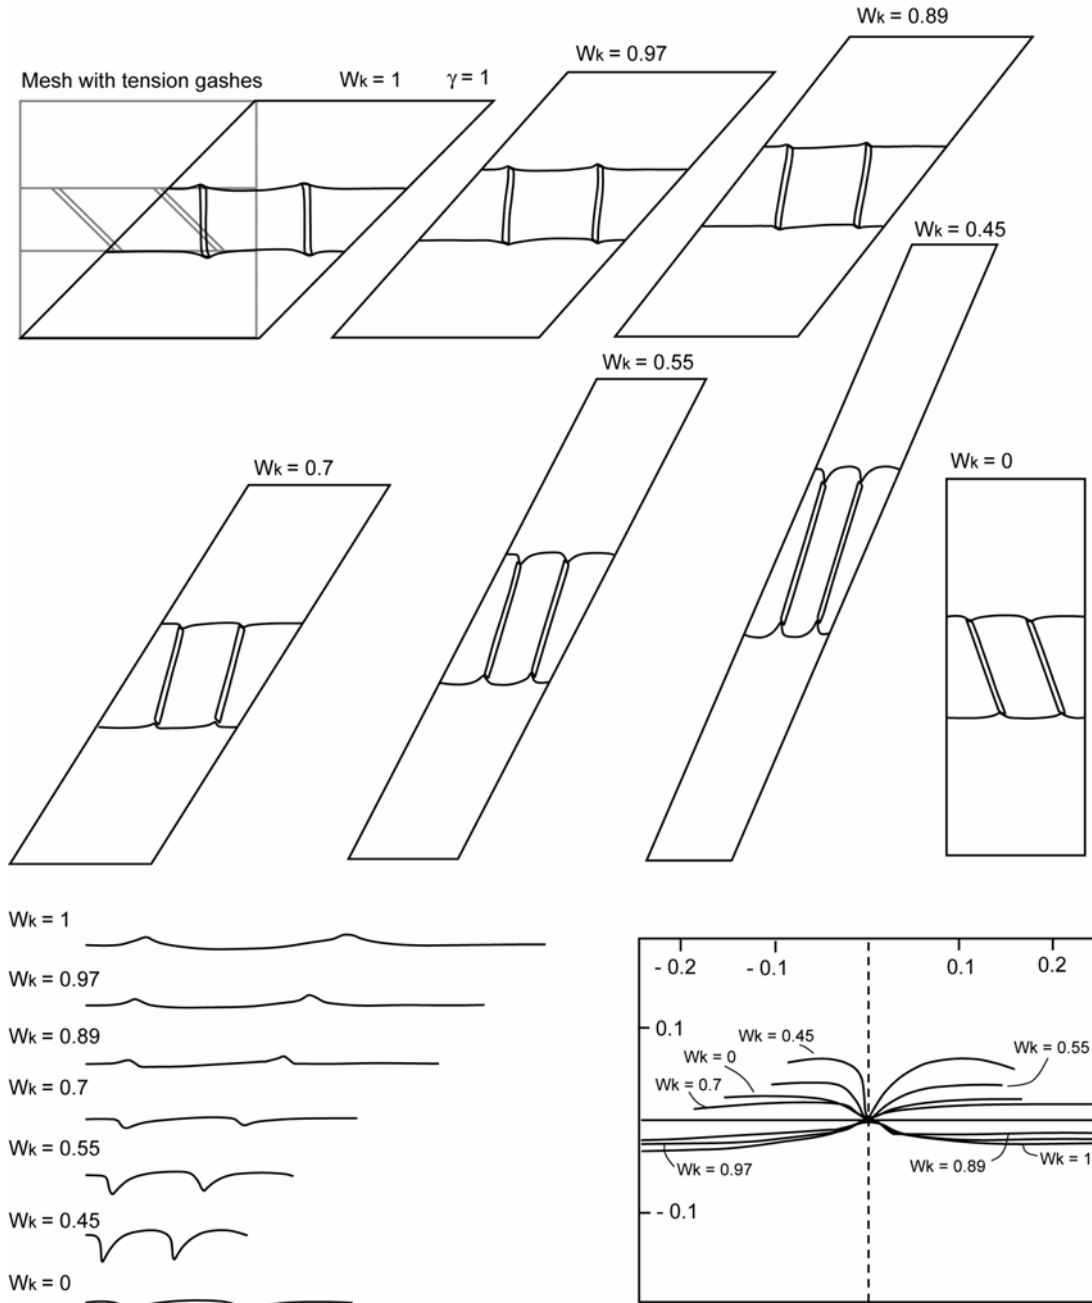 Wk = 0.89
Wk = 0.97
Mesh with tension gashes
Wk = 1
γ = 1
Wk = 0.45
Wk = 0.55
Wk = 0.7
Wk = 0
Wk = 1
Wk = 0.97
Wk = 0.89
Wk = 0.7
Wk = 0.55
Wk = 0.45
Wk = 0
- 0.2
- 0.1
0.1
0.2
0.1
Wk = 0.45
Wk = 0.55
Wk = 0
Wk = 0.7
Wk = 0.97
Wk = 0.89
Wk = 1
- 0.1